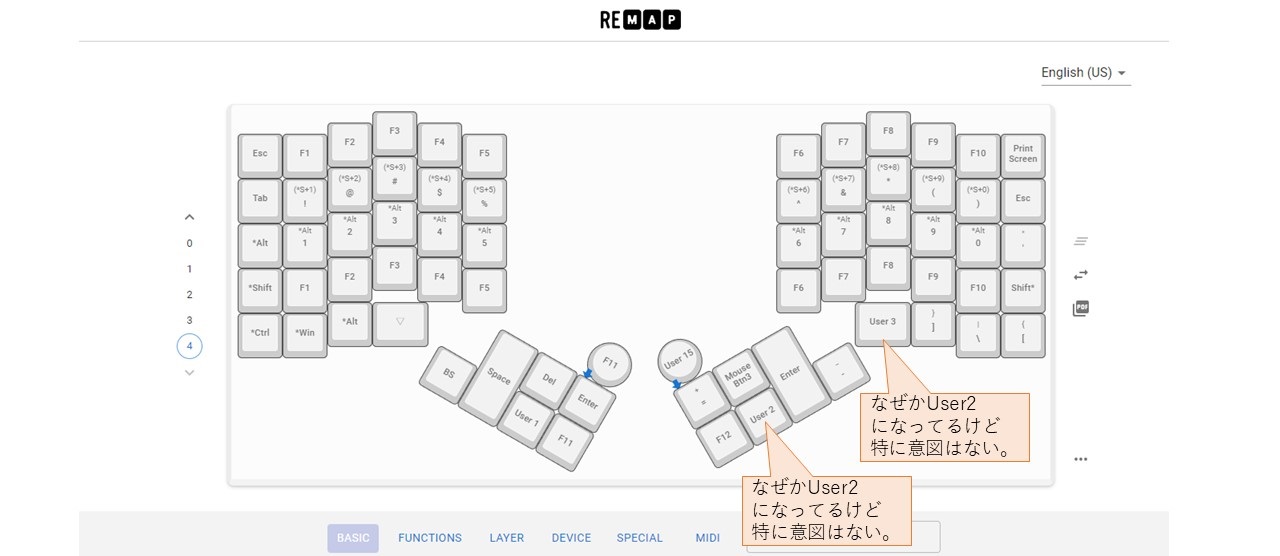 REMAP
English (US)
Esc F1 F2 F3 F4 F5 F6 F7 F8 F9 F10 Print Screen
Tab (*S+1) ! (*S+2) @ (*S+3) # (*S+4) $ (*S+5) % (*S+6) ^ (*S+7) & (*S+8) * (*S+9) ( (*S+0) ) Esc
*Alt *Alt 1 *Alt 2 *Alt 3 *Alt 4 *Alt 5 *Alt 6 *Alt 7 *Alt 8 *Alt 9 *Alt 0
*Shift F1 F2 F3 F4 F5 F6 F7 F8 F9 F10 Shift*
*Ctrl *Win *Alt ▽ User 3 } ] | \ { [
0
1
2
3
4
BS Space Del F11 Enter User 1 F11
User 15 + = Mouse Btn3 Enter F12 User 2
PDF
なぜかUser2
になってるけど
特に意図はない。
なぜかUser2
になってるけど
特に意図はない。
BASIC FUNCTIONS LAYER DEVICE SPECIAL MIDI